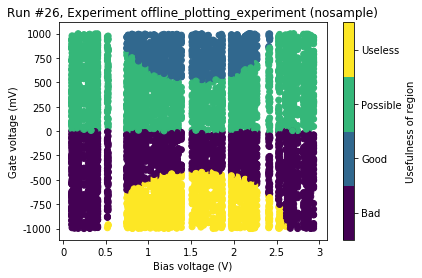 Run #26, Experiment offline_plotting_experiment (nosample)
1000
750
500
250
0
-250
-500
-750
-1000
Gate voltage (mV)
0
0.5
1
1.5
2
2.5
3
Bias voltage (V)
Useless
Possible
Good
Bad
Usefulness of region